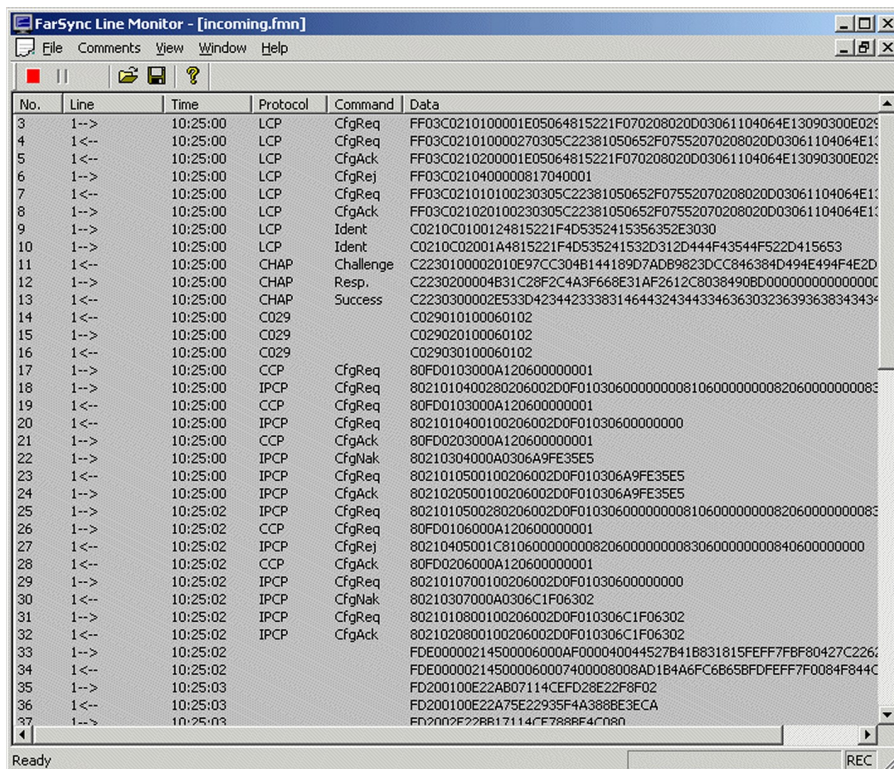 FarSync Line Monitor - [incoming.fmn]
File Comments View Window Help
No. Line Time Protocol Command Data
3 1--> 10:25:00 LCP CfgReq FF03C0210100001E05064815221F070208020D03061104064E13090300E029
4 1<-- 10:25:00 LCP CfgReq FF03C021010000270305C22381050652F07552070208020D03061104064E13
5 1<-- 10:25:00 LCP CfgAck FF03C0210200001E05064815221F070208020D03061104064E13090300E029
6 1--> 10:25:00 LCP CfgRej FF03C02104000000817040001
7 1<-- 10:25:00 LCP CfgReq FF03C021010100230305C22381050652F07552070208020D03061104064E13
8 1--> 10:25:00 LCP CfgAck FF03C021020100230305C22381050652F07552070208020D03061104064E13
9 1--> 10:25:00 LCP Ident C0210C0100124815221F4D5352415356352E3030
10 1--> 10:25:00 LCP Ident C0210C02001A4815221F4D535241532D312D444F43544F522D415653
11 1<-- 10:25:00 CHAP Challenge C2230100002010E97CC304B144189D7ADB9823DCC846384D494E494F4E2D
12 1--> 10:25:00 CHAP Resp. C2230200004B31C28F2C4A3F668E31AF2612C8038490BD0000000000000000
13 1<-- 10:25:00 CHAP Success C2230300002E533D4234423338314644324344334636303236393638343434
14 1<-- 10:25:00 C029 C029010100060102
15 1--> 10:25:00 C029 C029020100060102
16 1<-- 10:25:00 C029 C029030100060102
17 1--> 10:25:00 CCP CfgReq 80FD0103000A120600000001
18 1--> 10:25:00 IPCP CfgReq 8021010400280206002D0F0103060000000081060000000082060000000083
19 1<-- 10:25:00 CCP CfgReq 80FD0103000A120600000001
20 1<-- 10:25:00 IPCP CfgReq 8021010400100206002D0F01030600000000
21 1--> 10:25:00 CCP CfgAck 80FD0203000A120600000001
22 1--> 10:25:00 IPCP CfgNak 80210304000A0306A9FE35E5
23 1<-- 10:25:00 IPCP CfgReq 8021010500100206002D0F010306A9FE35E5
24 1--> 10:25:00 IPCP CfgAck 8021020500100206002D0F010306A9FE35E5
25 1--> 10:25:02 IPCP CfgReq 8021010500280206002D0F0103060000000081060000000082060000000083
26 1--> 10:25:02 CCP CfgReq 80FD0106000A120600000001
27 1<-- 10:25:02 IPCP CfgRej 80210405001C810600000000820600000000830600000000840600000000
28 1<-- 10:25:02 CCP CfgAck 80FD0206000A120600000001
29 1--> 10:25:02 IPCP CfgReq 8021010700100206002D0F01030600000000
30 1<-- 10:25:02 IPCP CfgNak 80210307000A0306C1F06302
31 1--> 10:25:02 IPCP CfgReq 8021010800100206002D0F010306C1F06302
32 1<-- 10:25:02 IPCP CfgAck 8021020800100206002D0F010306C1F06302
33 1--> 10:25:02 FDE00000214500006000AF000040044527B41B831815FEFF7FBF80427C2262
34 1<-- 10:25:02 FDE000002145000060007400008008AD1B4A6FC6B65BFDFEFF7F0084F844C
35 1--> 10:25:03 FD200100E22AB07114CEFD28E22F8F02
36 1<-- 10:25:03 FD200100E22A75E22935F4A388BE3ECA
37 1--> 10:25:03 FD2002F22BB17114CE788BE4C080
Ready REC